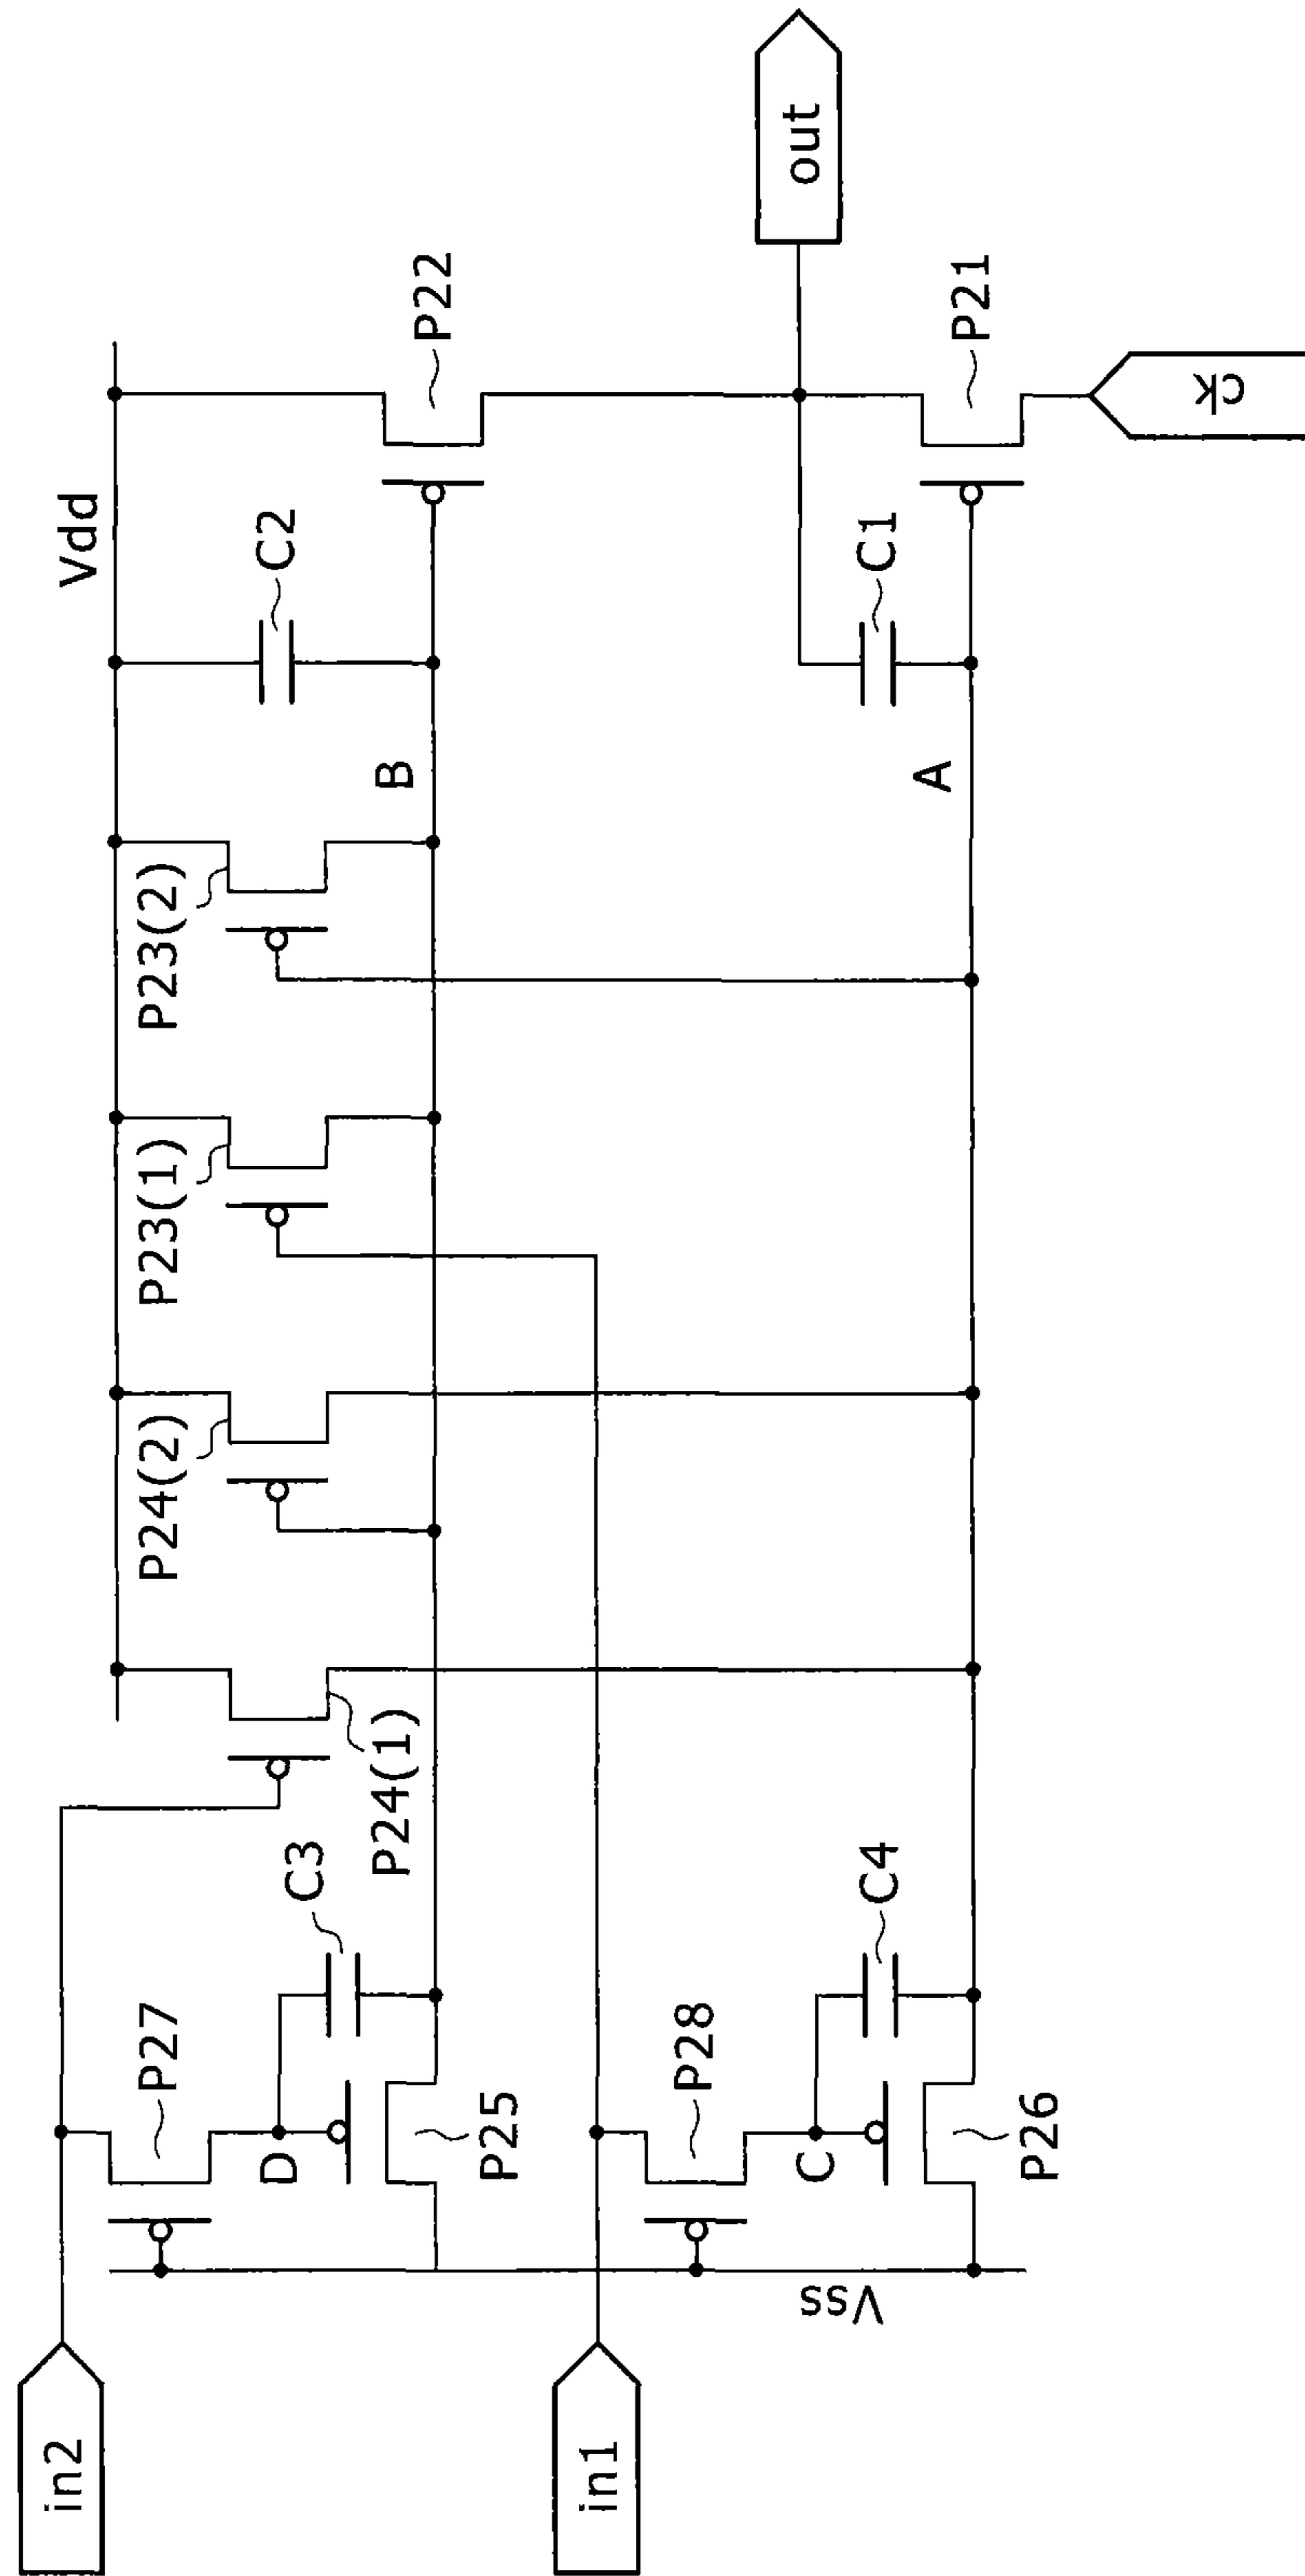 in2
in1
Vss
Vdd
P27
D
C3
P25
P28
C
C4
P26
P24(1)
P24(2)
P23(1)
P23(2)
B
A
C2
C1
P22
P21
out
ck